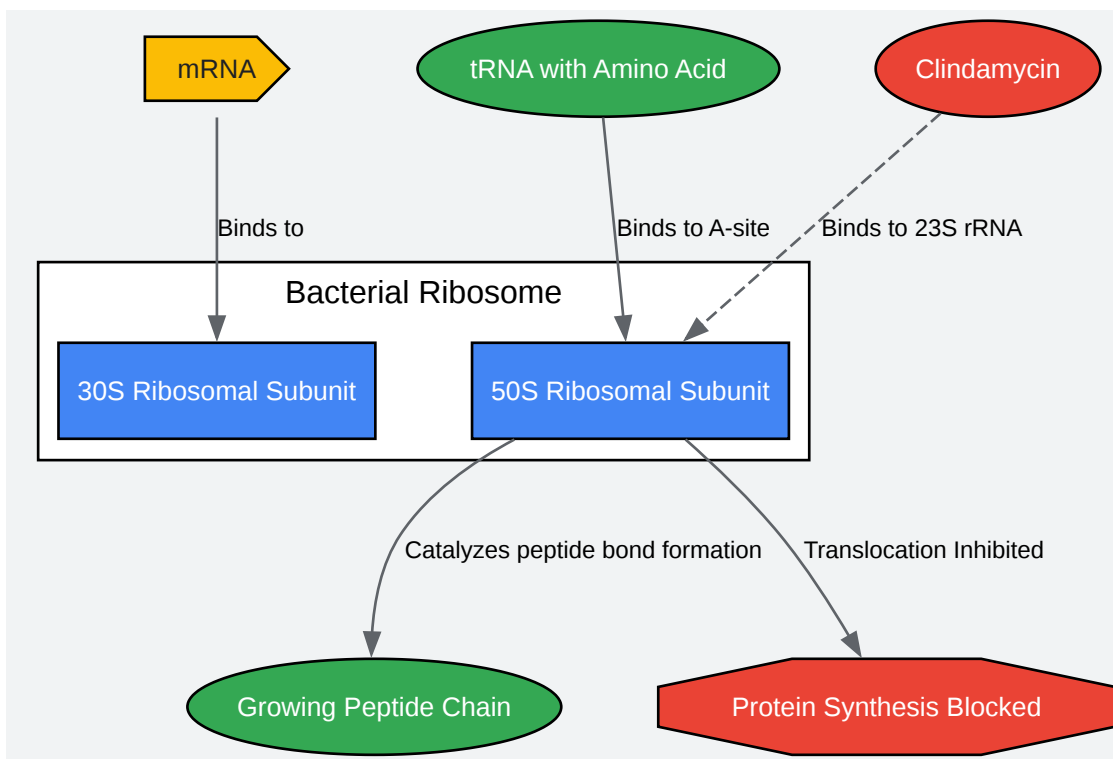 mRNA
tRNA with Amino Acid
Clindamycin
Binds to
Binds to A-site
Binds to 23S rRNA
Bacterial Ribosome
30S Ribosomal Subunit
50S Ribosomal Subunit
Catalyzes peptide bond formation
Translocation Inhibited
Growing Peptide Chain
Protein Synthesis Blocked